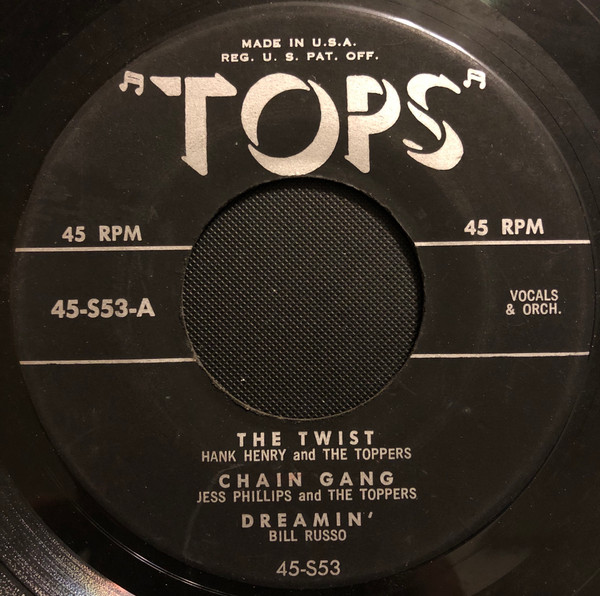 MADE IN U.S.A.
REG. U. S. PAT. OFF.
"TOPS"
45 RPM
45 RPM
45-S53-A
VOCALS
& ORCH.
THE TWIST
HANK HENRY and THE TOPPERS
CHAIN GANG
JESS PHILLIPS and THE TOPPERS
DREAMIN'
BILL RUSSO
45-S53